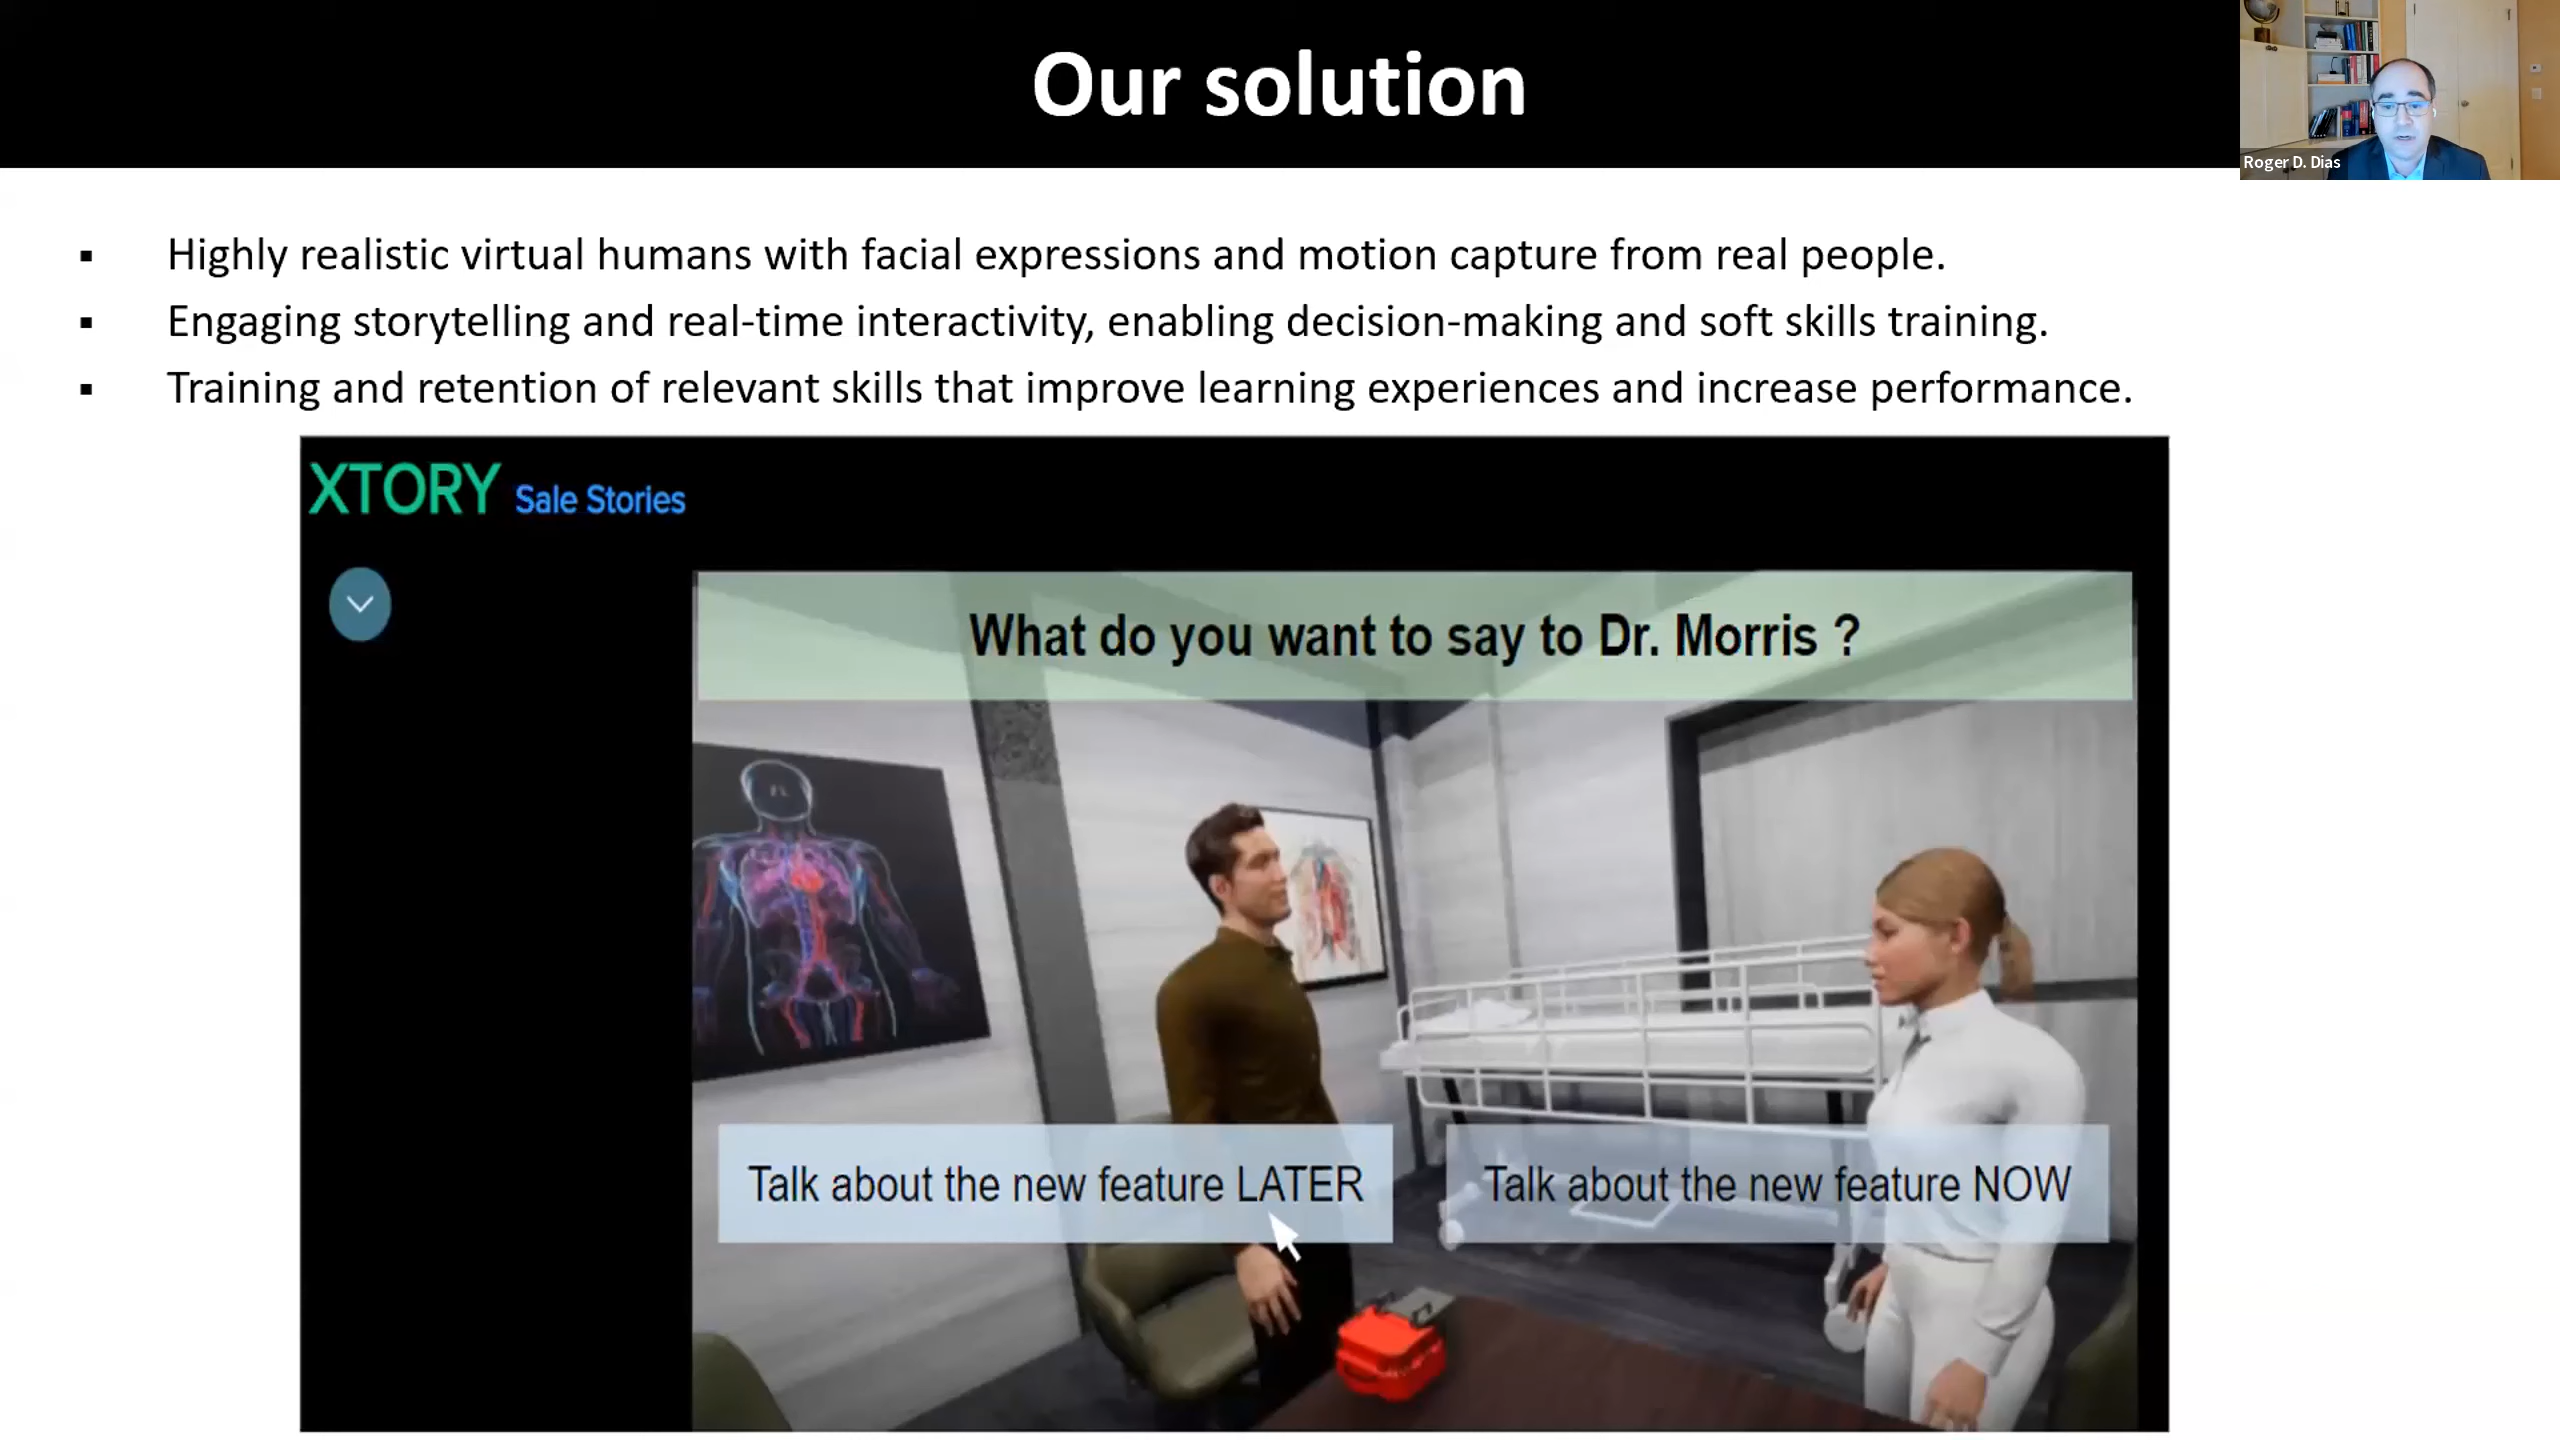 Our solution
Roger D. Dias
▪ Highly realistic virtual humans with facial expressions and motion capture from real people.
▪ Engaging storytelling and real-time interactivity, enabling decision-making and soft skills training.
▪ Training and retention of relevant skills that improve learning experiences and increase performance.
XTORY Sale Stories
What do you want to say to Dr. Morris ?
Talk about the new feature LATER
Talk about the new feature NOW